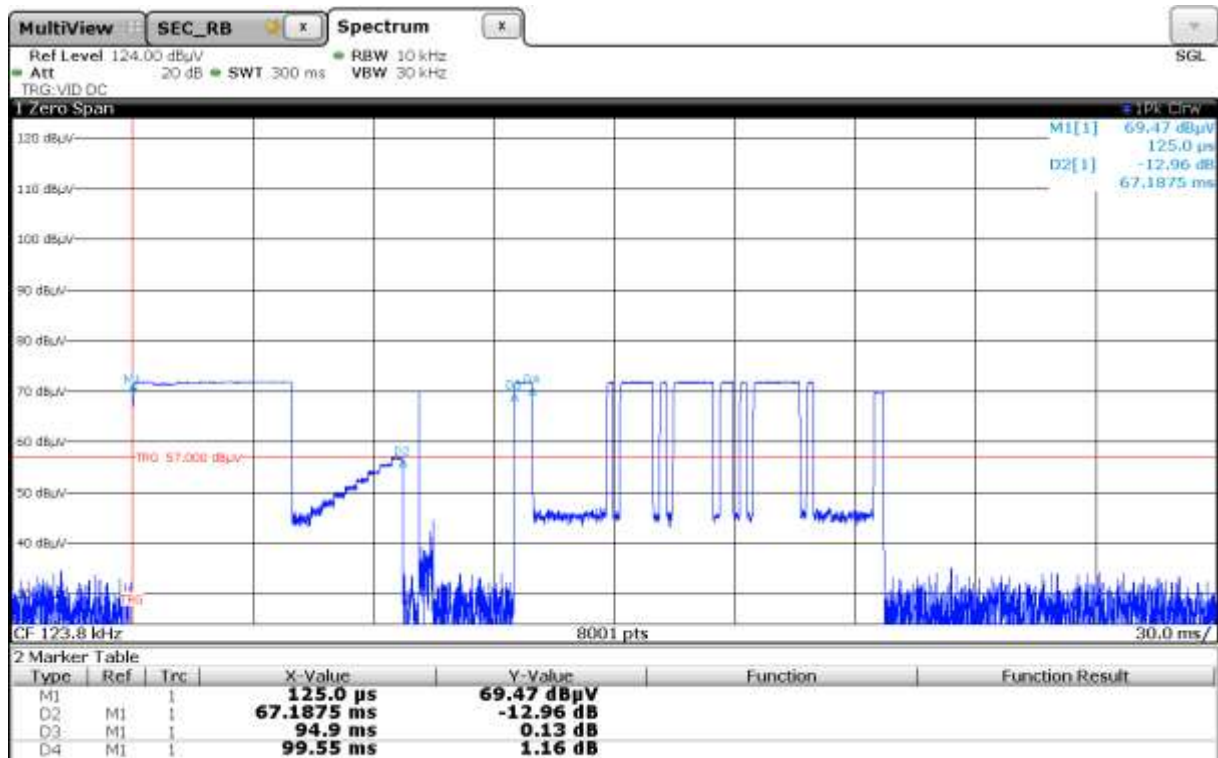 MultiView SEC_RB x Spectrum x
Ref Level 124.00 dBµV RBW 10 kHz SGL
Att 20 dB SWT 300 ms VBW 30 kHz
TRG:VID DC
1 Zero Span 1Pk Clrw
M1[1] 69.47 dBµV
125.0 µs
D2[1] -12.96 dB
67.1875 ms
120 dBµV
110 dBµV
100 dBµV
90 dBµV
80 dBµV
M1 D3 D4
70 dBµV
60 dBµV
D2
TRG 57.000 dBµV
50 dBµV
40 dBµV
TRG
CF 123.8 kHz 8001 pts 30.0 ms/
2 Marker Table
Type Ref Trc X-Value Y-Value Function Function Result
M1 1 125.0 µs 69.47 dBµV
D2 M1 1 67.1875 ms -12.96 dB
D3 M1 1 94.9 ms 0.13 dB
D4 M1 1 99.55 ms 1.16 dB